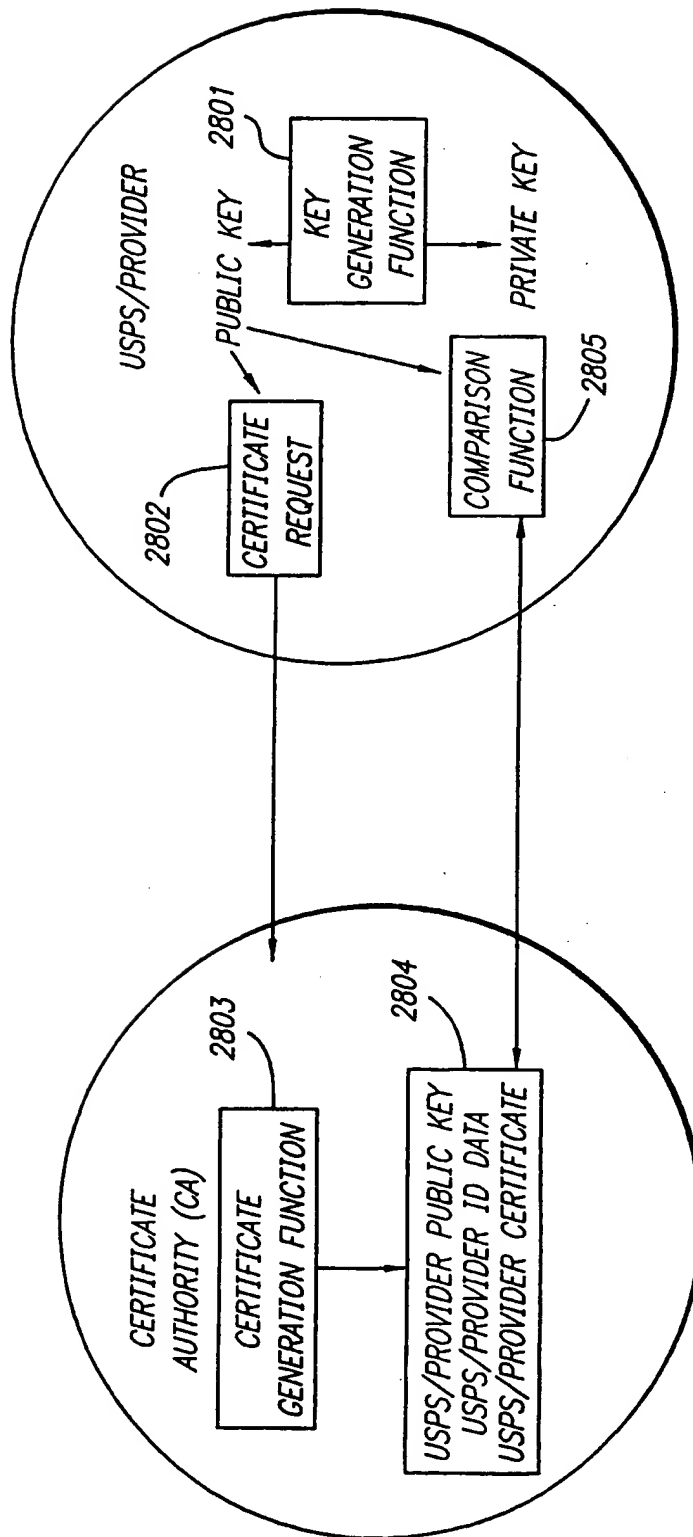 CERTIFICATE
AUTHORITY (CA)
2803
CERTIFICATE
GENERATION FUNCTION
2804
USPS/PROVIDER PUBLIC KEY
USPS/PROVIDER ID DATA
USPS/PROVIDER CERTIFICATE
USPS/PROVIDER
2802
CERTIFICATE
REQUEST
PUBLIC KEY
2801
KEY
GENERATION
FUNCTION
PRIVATE KEY
COMPARISON
FUNCTION
2805